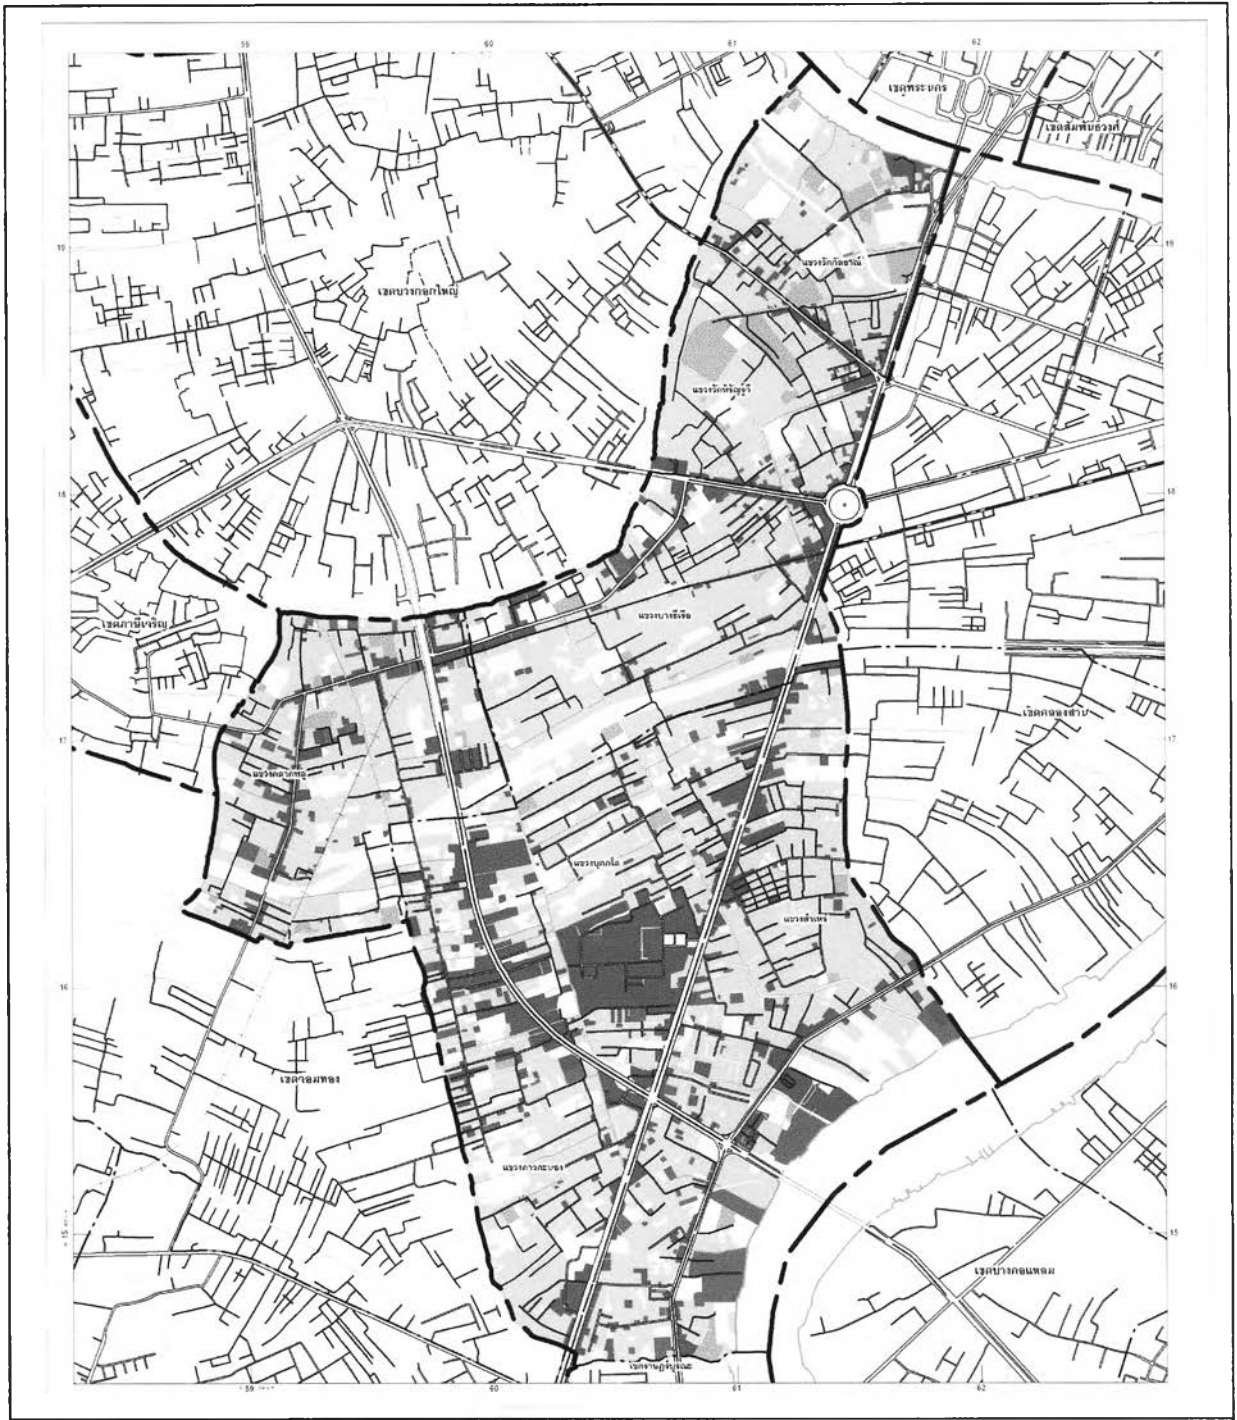 59 60 61 62
เขตพระนคร
เขตสัมพันธวงศ์
19 19
แขวงวัดกัลยาณ์
เขตบางกอกใหญ่
แขวงวัดหิรัญรูจี
18 18
แขวงบางยี่เรือ
เขตภาษีเจริญ
เขตคลองสาน
17 17
แขวงตลาดพลู
แขวงบุคคโล
แขวงสำเหร่
16 16
เขตจอมทอง
แขวงดาวคะนอง
15 15
เขตบางคอแหลม
เขตราษฎร์บูรณะ
59 60 61 62